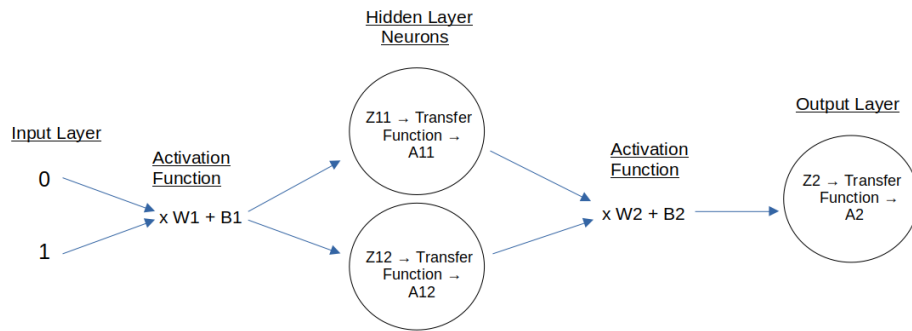 Input Layer
0
1
Activation
Function
x W1 + B1
Hidden Layer
Neurons
Z11 → Transfer
Function →
A11
Z12 → Transfer
Function →
A12
Activation
Function
x W2 + B2
Output Layer
Z2 → Transfer
Function →
A2